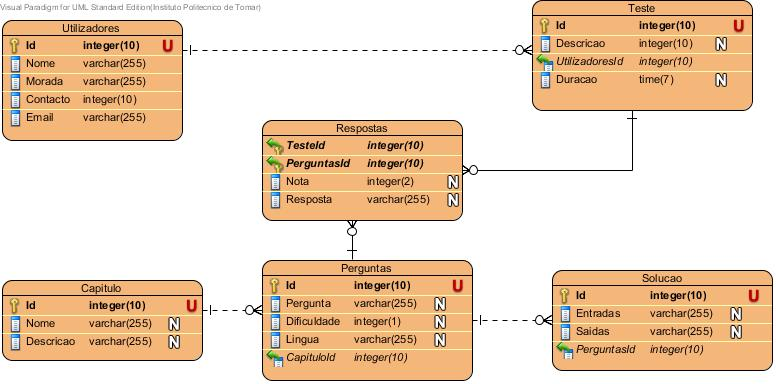 Visual Paradigm for UML Standard Edition(Instituto Politecnico de Tomar)
Utilizadores
Id integer(10) U
Nome varchar(255)
Morada varchar(255)
Contacto integer(10)
Email varchar(255)
Teste
Id integer(10) U
Descricao integer(10) N
UtilizadoresId integer(10)
Duracao time(7) N
Respostas
TesteId integer(10)
PerguntasId integer(10)
Nota integer(2) N
Resposta varchar(255) N
Capitulo
Id integer(10) U
Nome varchar(255) N
Descricao varchar(255) N
Perguntas
Id integer(10) U
Pergunta varchar(255) N
Dificuldade integer(1) N
Lingua varchar(255) N
CapituloId integer(10)
Solucao
Id integer(10) U
Entradas varchar(255) N
Saidas varchar(255) N
PerguntasId integer(10)